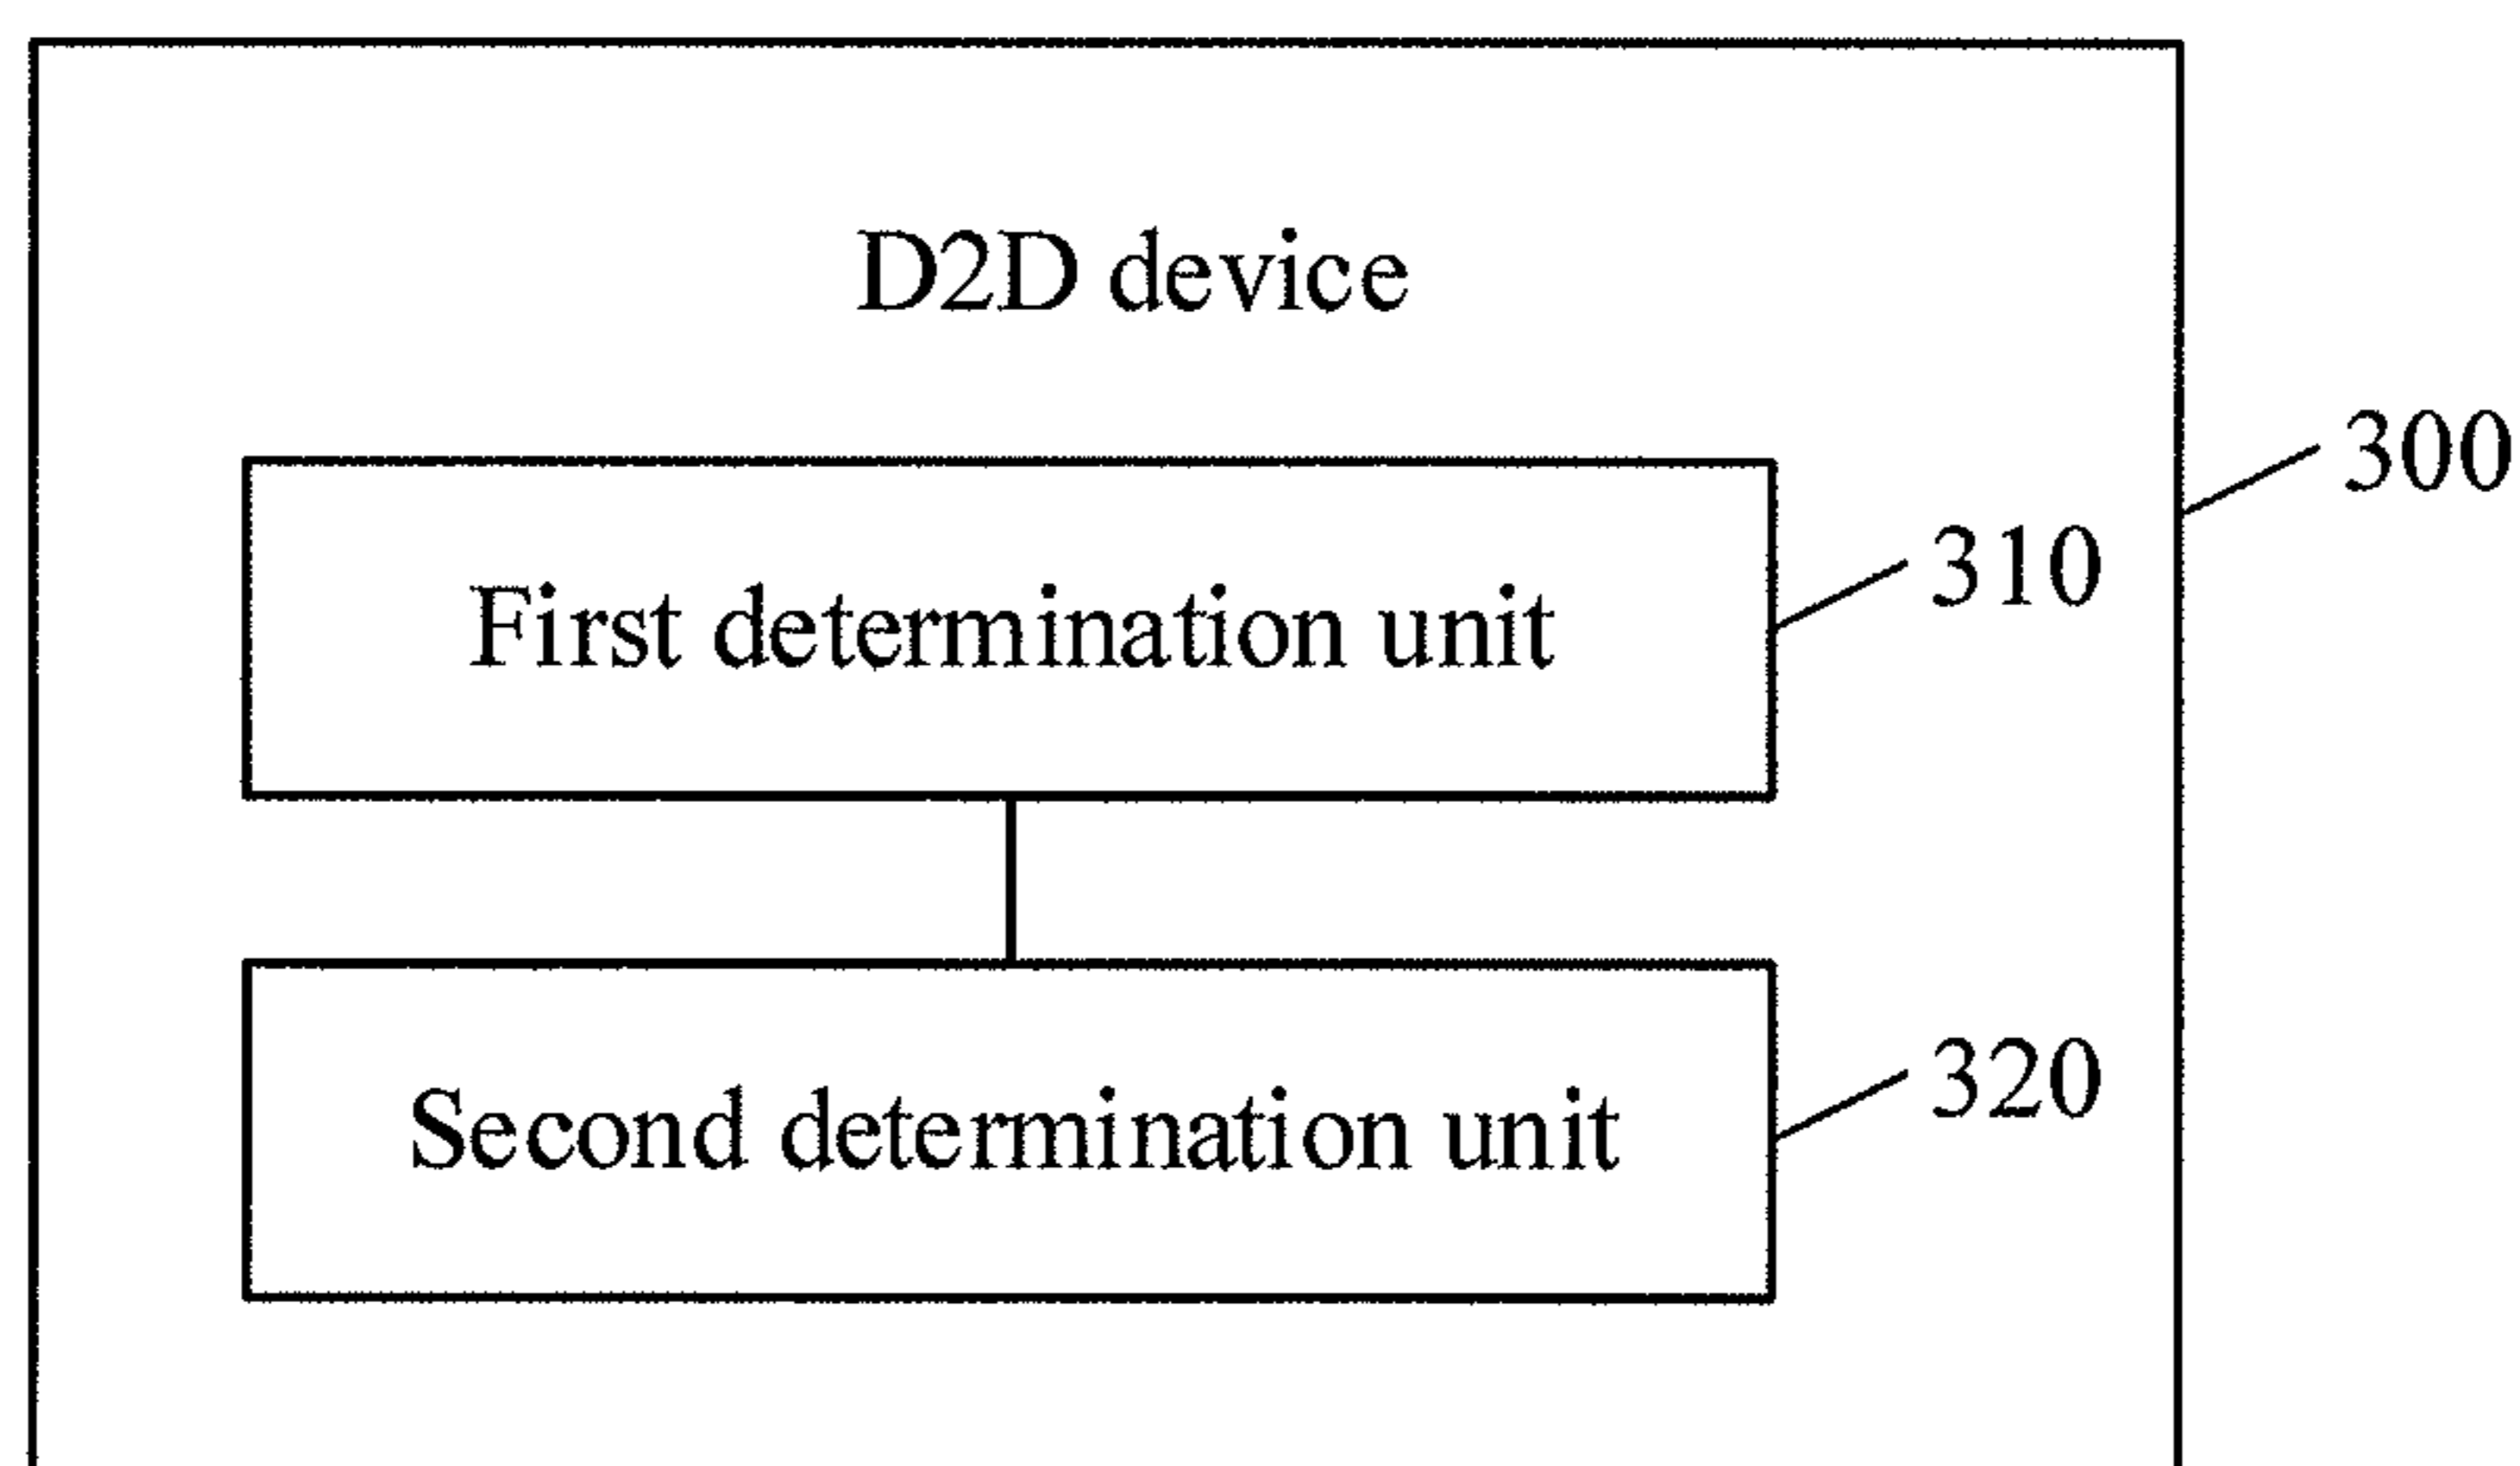 D2D device
300
310
First determination unit
320
Second determination unit